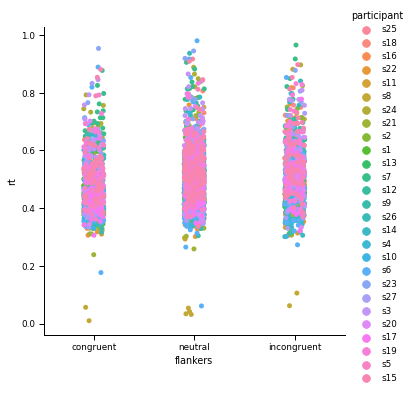 participant
s25
s18
s16
s22
s11
s8
s24
s21
s2
s1
s13
s7
s12
s9
s26
s14
s4
s10
s6
s23
s27
s3
s20
s17
s19
s5
s15
1.0
0.8
0.6
0.4
0.2
0.0
rt
congruent neutral incongruent
flankers